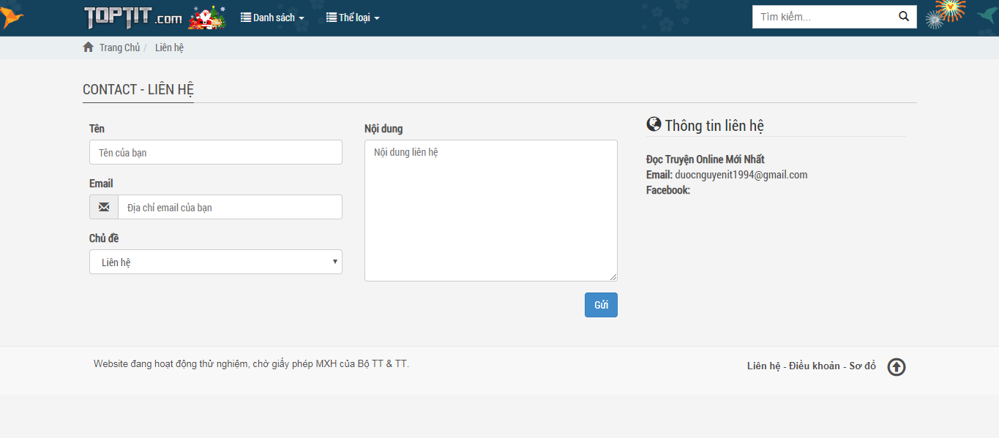 TOPTIT.com
Danh sách
Thể loại
Tìm kiếm...
Trang Chủ / Liên hệ
CONTACT - LIÊN HỆ
Tên
Tên của bạn
Email
Địa chỉ email của bạn
Chủ đề
Liên hệ
Nội dung
Nội dung liên hệ
Gửi
Thông tin liên hệ
Đọc Truyện Online Mới Nhất
Email: duocnguyenit1994@gmail.com
Facebook:
Website đang hoạt động thử nghiệm, chờ giấy phép MXH của Bộ TT & TT.
Liên hệ - Điều khoản - Sơ đồ